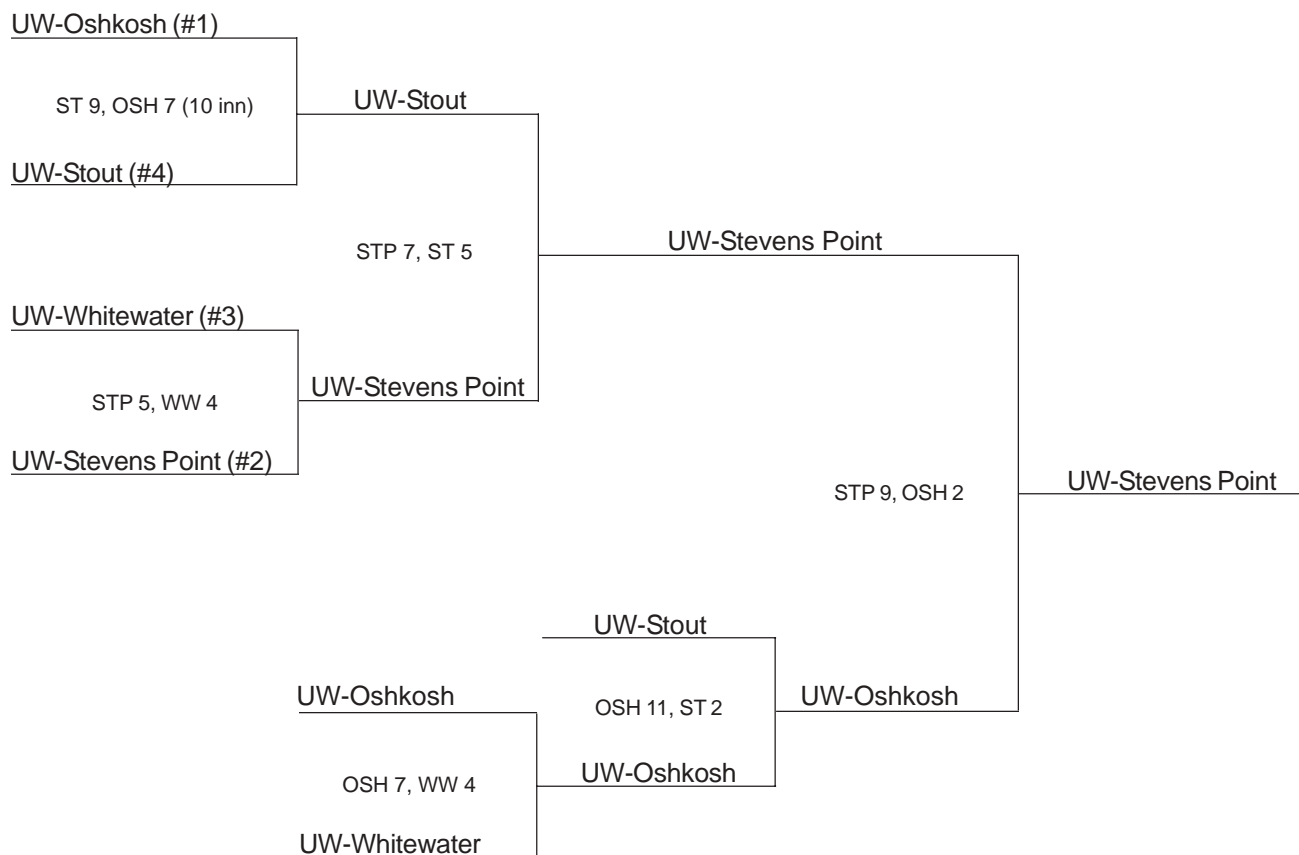 UW-Oshkosh (#1)
ST 9, OSH 7 (10 inn)
UW-Stout
UW-Stout (#4)
STP 7, ST 5
UW-Stevens Point
UW-Whitewater (#3)
STP 5, WW 4
UW-Stevens Point
UW-Stevens Point (#2)
STP 9, OSH 2
UW-Stevens Point
UW-Stout
UW-Oshkosh
OSH 11, ST 2
UW-Oshkosh
OSH 7, WW 4
UW-Oshkosh
UW-Whitewater